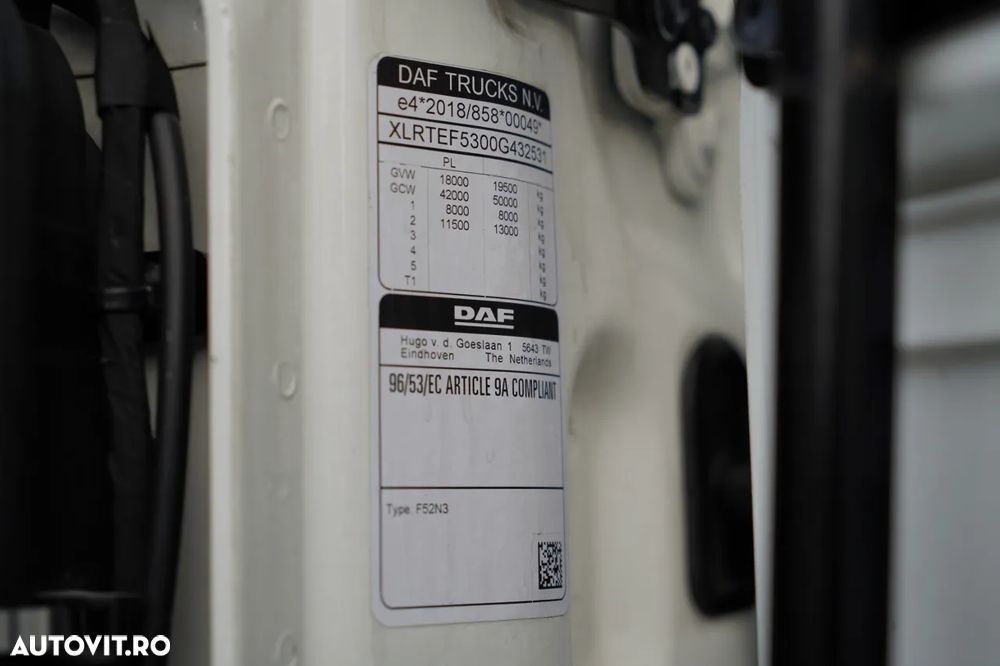 DAF TRUCKS N.V.
e4*2018/858*00049*
XLRTEF5300G432531
PL
GVW 18000 19500 kg
GCW 42000 50000 kg
1 8000 8000 kg
2 11500 13000 kg
3 kg
4 kg
5 kg
T1 kg
DAF
Hugo v. d. Goeslaan 1 5643 TW
Eindhoven The Netherlands
96/53/EC ARTICLE 9A COMPLIANT
Type: F52N3
AUTOVIT.RO